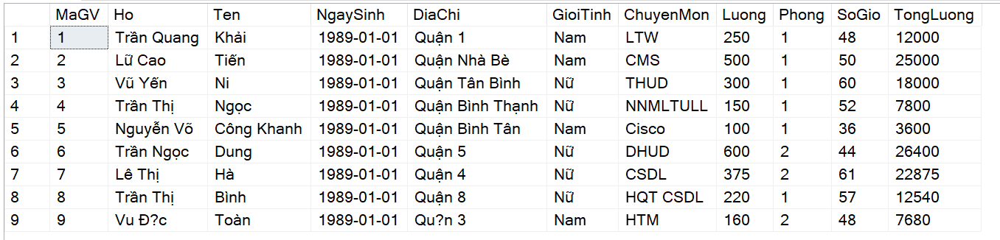 MaGV Ho Ten NgaySinh DiaChi GioiTinh ChuyenMon Luong Phong SoGio TongLuong
1 1 Trần Quang Khải 1989-01-01 Quận 1 Nam LTW 250 1 48 12000
2 2 Lữ Cao Tiến 1989-01-01 Quận Nhà Bè Nam CMS 500 1 50 25000
3 3 Vũ Yến Ni 1989-01-01 Quận Tân Bình Nữ THUD 300 1 60 18000
4 4 Trần Thị Ngọc 1989-01-01 Quận Bình Thạnh Nữ NNMLTULL 150 1 52 7800
5 5 Nguyễn Võ Công Khanh 1989-01-01 Quận Bình Tân Nam Cisco 100 1 36 3600
6 6 Trần Ngọc Dung 1989-01-01 Quận 5 Nữ DHUD 600 2 44 26400
7 7 Lê Thị Hà 1989-01-01 Quận 4 Nữ CSDL 375 2 61 22875
8 8 Trần Thị Bình 1989-01-01 Quận 8 Nữ HQT CSDL 220 1 57 12540
9 9 Vu Đ?c Toàn 1989-01-01 Qu?n 3 Nam HTM 160 2 48 7680